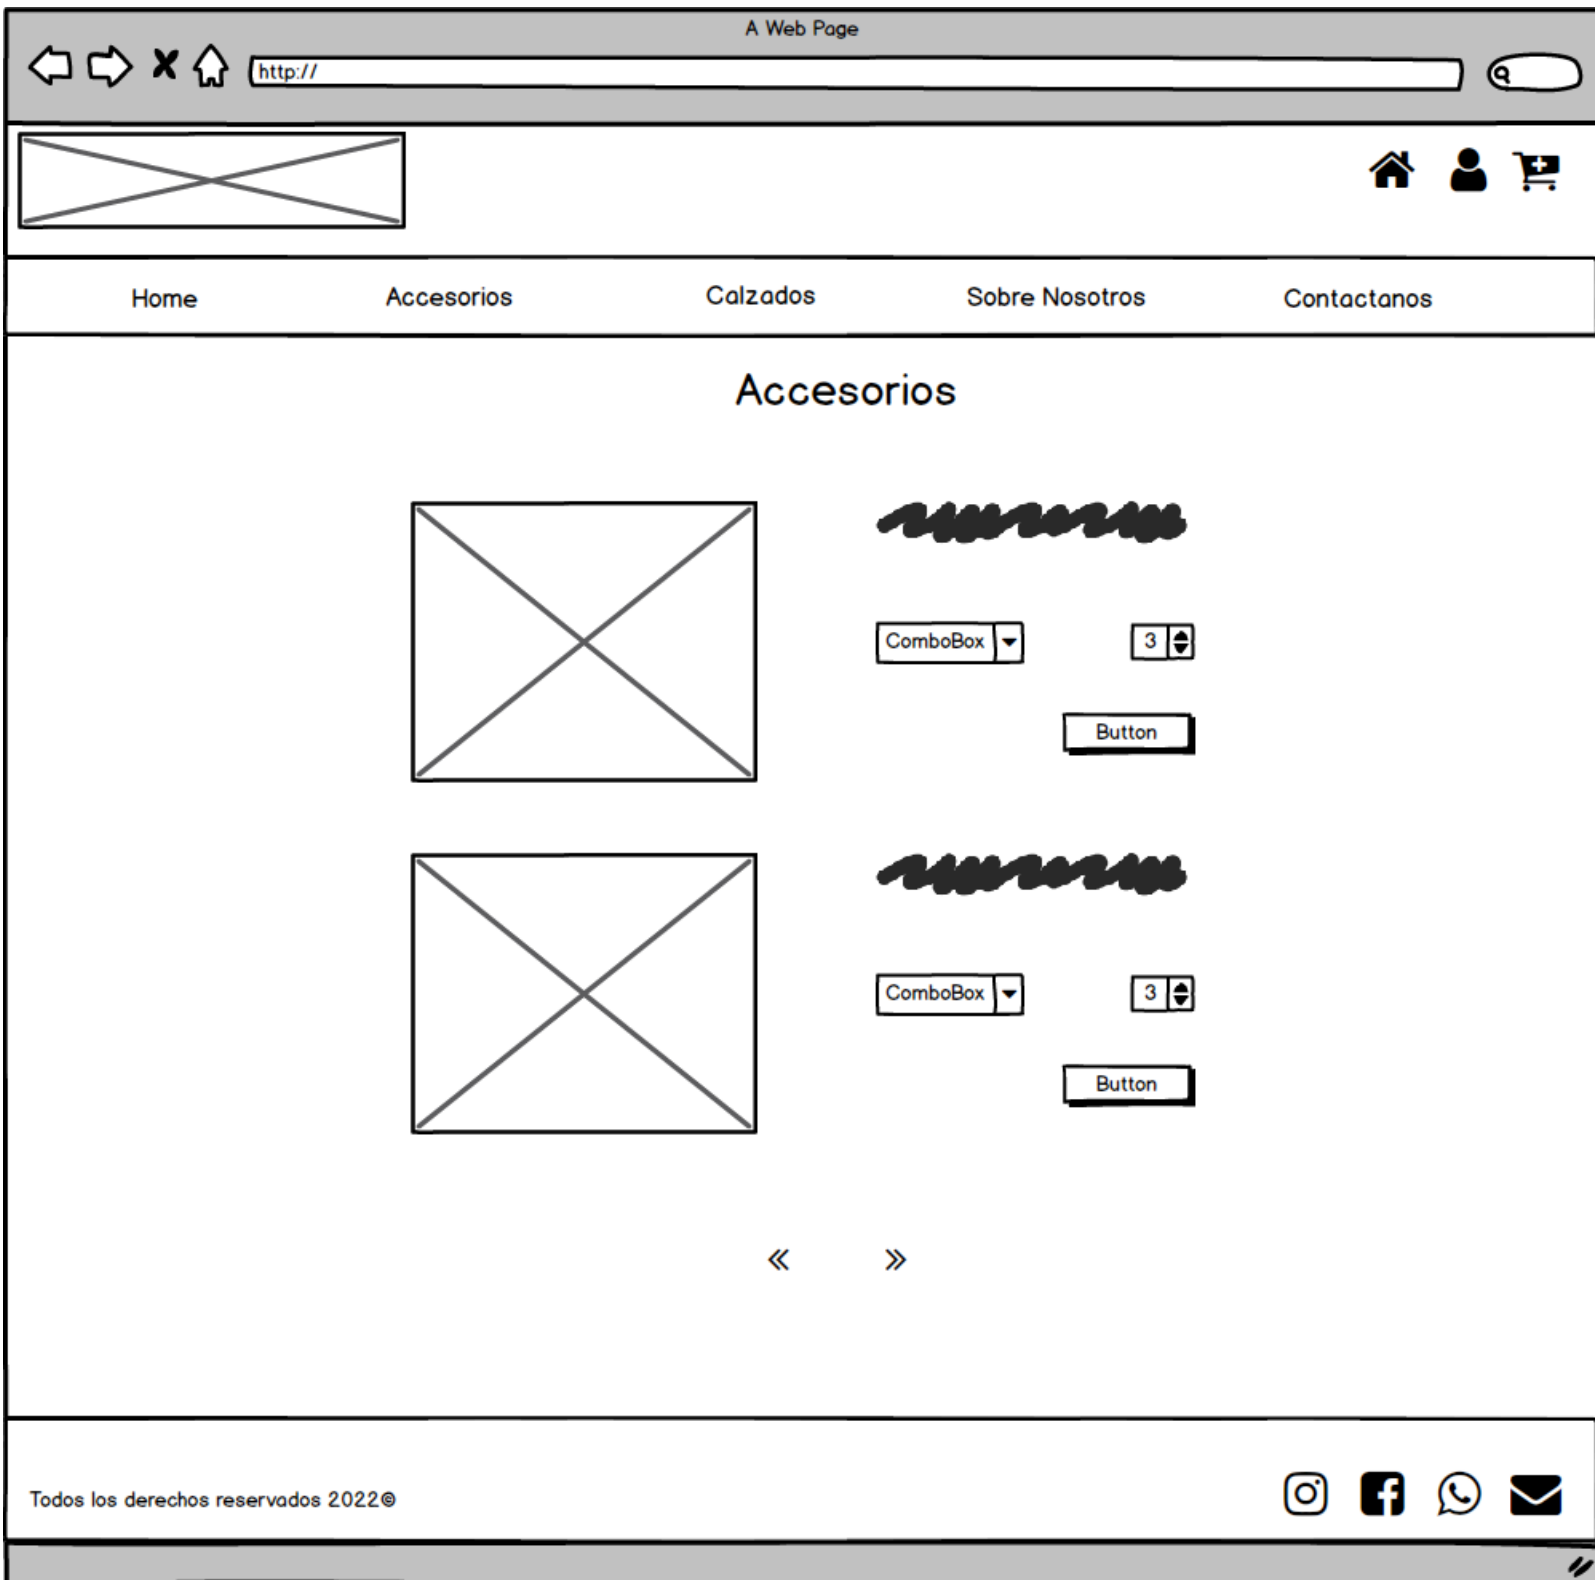 A Web Page
http://
Home Accesorios Calzados Sobre Nosotros Contactanos
Accesorios
ComboBox 3
Button
ComboBox 3
Button
Todos los derechos reservados 2022©